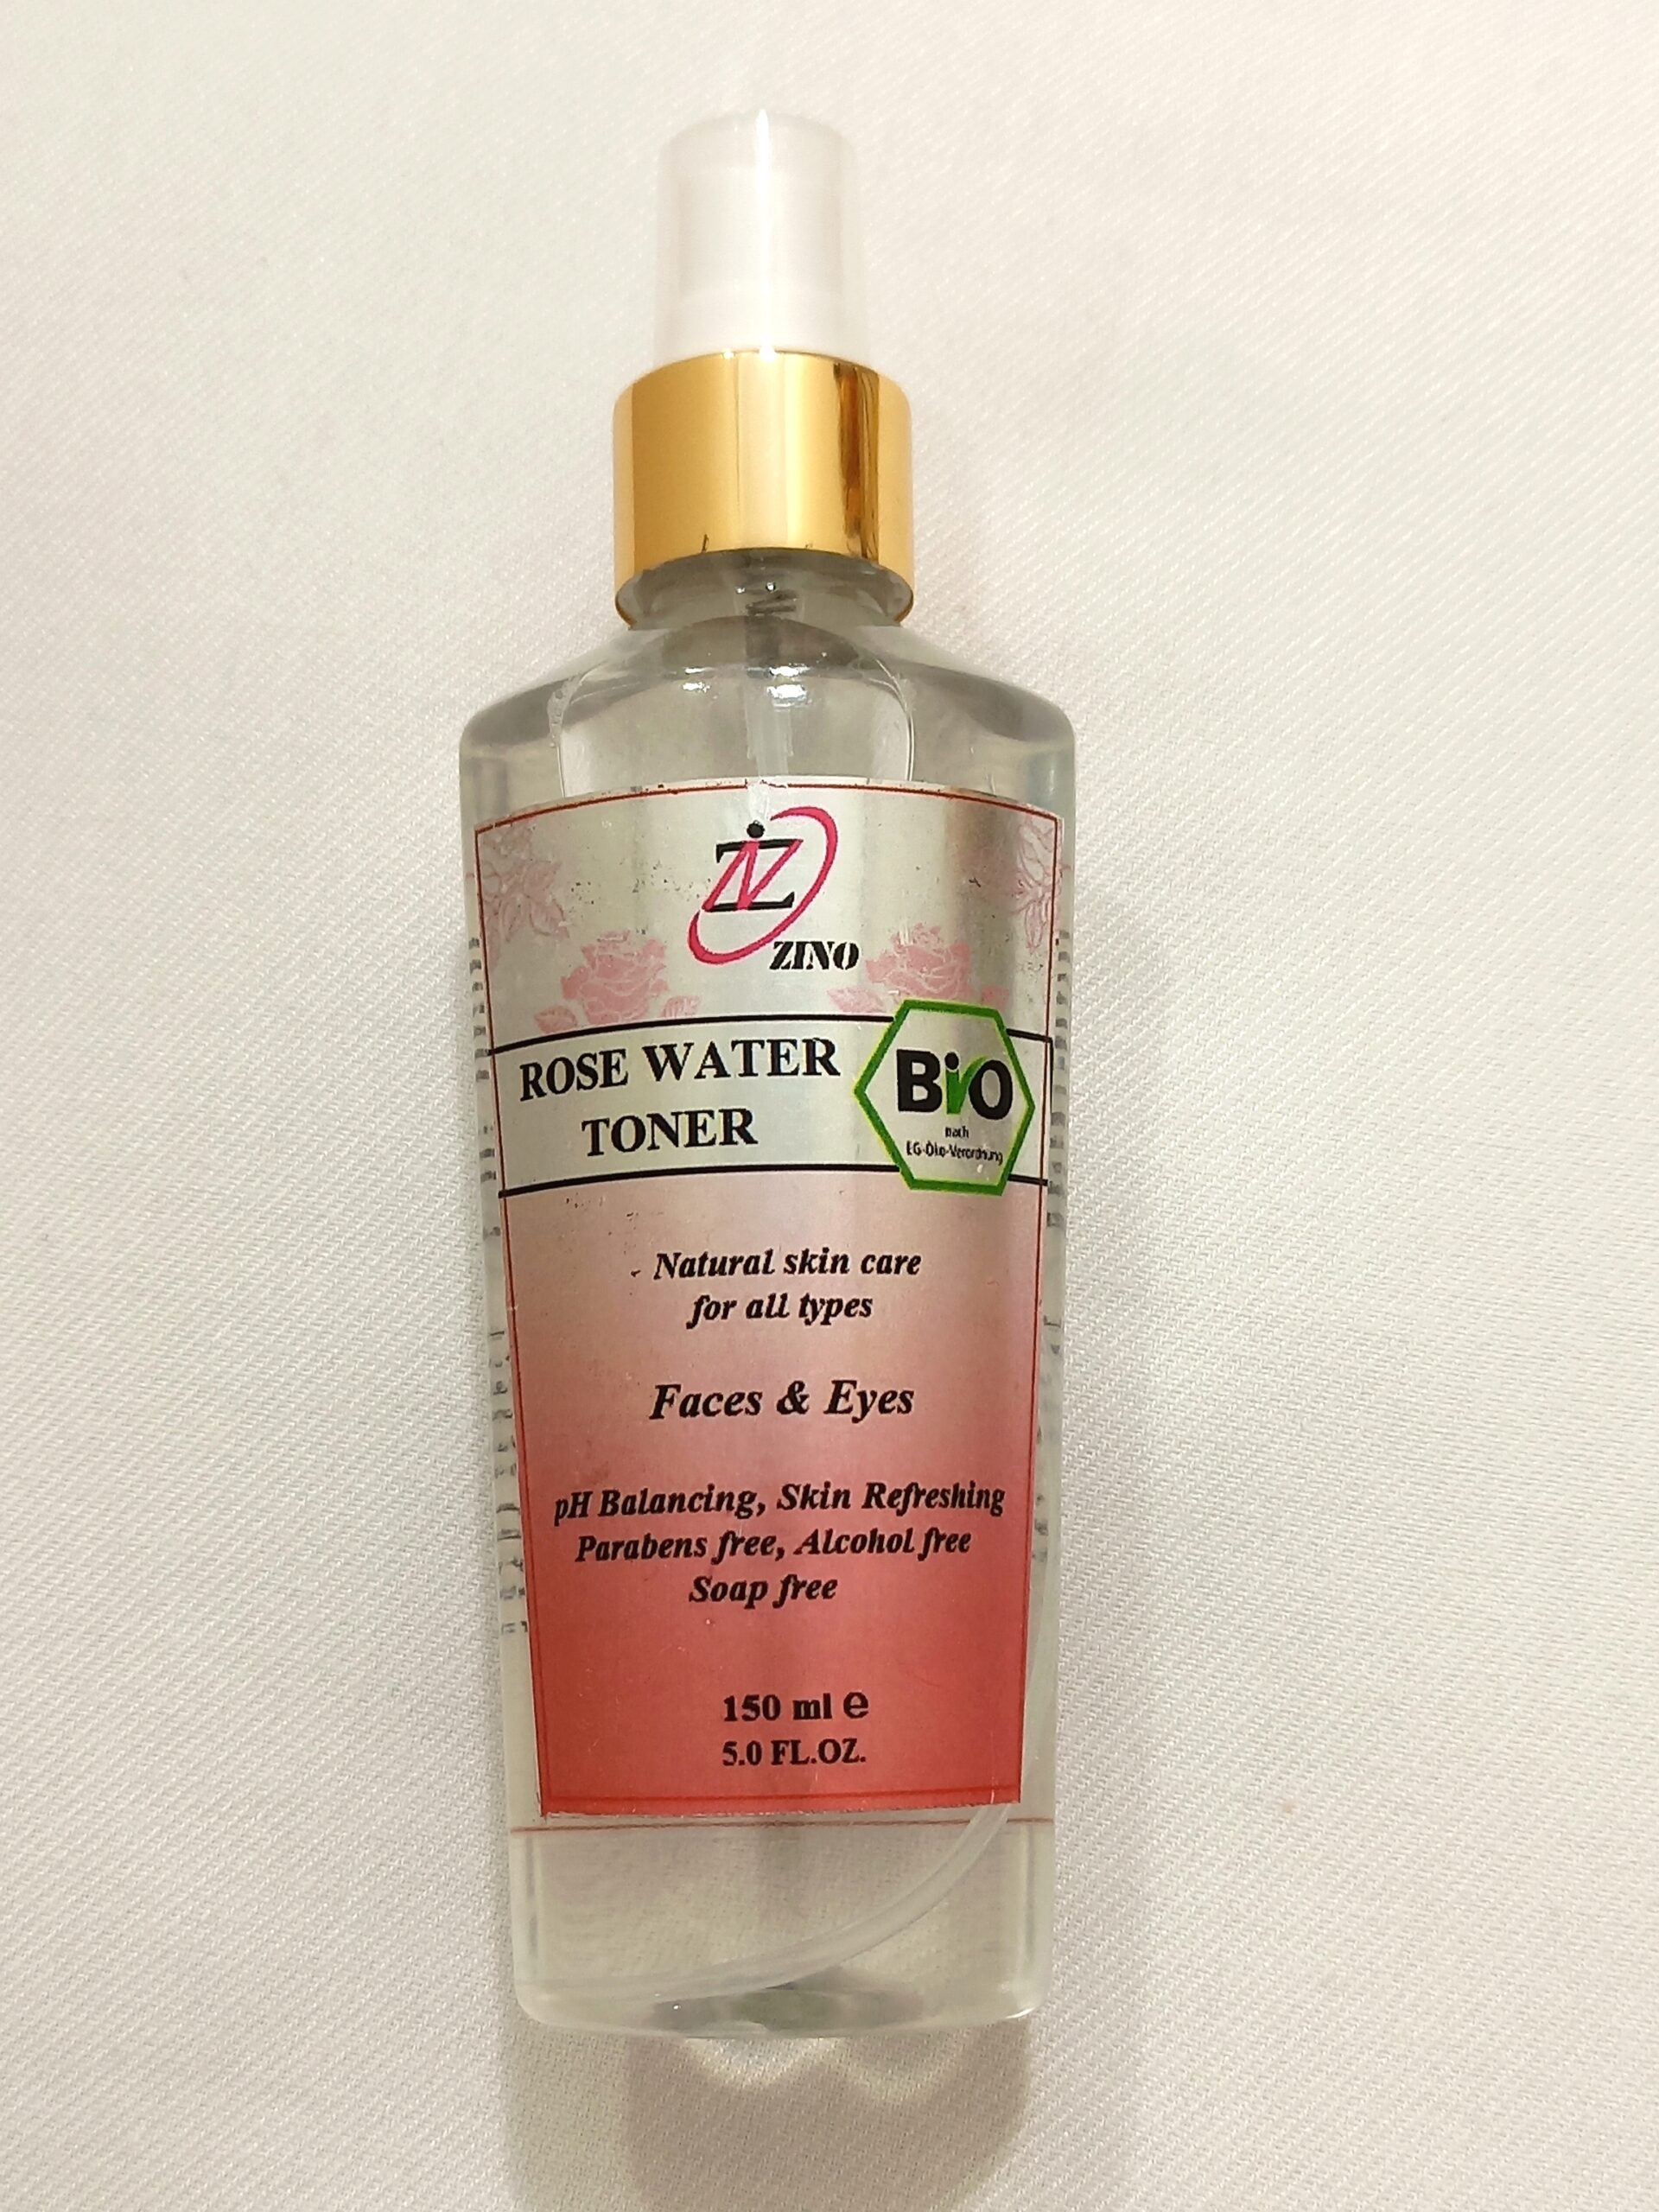 ZINO
ROSE WATER
TONER
BiO
nach
EG-Öko-Verordnung
Natural skin care
for all types
Faces & Eyes
pH Balancing, Skin Refreshing
Parabens free, Alcohol free
Soap free
150 ml e
5.0 FL.OZ.